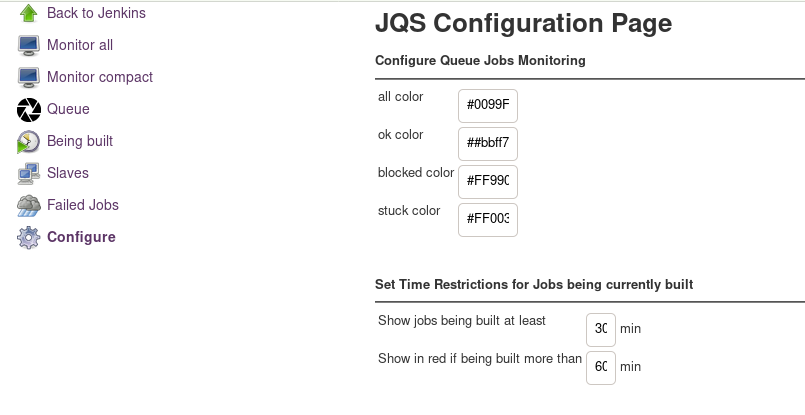 Back to Jenkins
Monitor all
Monitor compact
Queue
Being built
Slaves
Failed Jobs
Configure
JQS Configuration Page
Configure Queue Jobs Monitoring
all color #0099F
ok color ##bbff7
blocked color #FF990
stuck color #FF003
Set Time Restrictions for Jobs being currently built
Show jobs being built at least 30 min
Show in red if being built more than 60 min